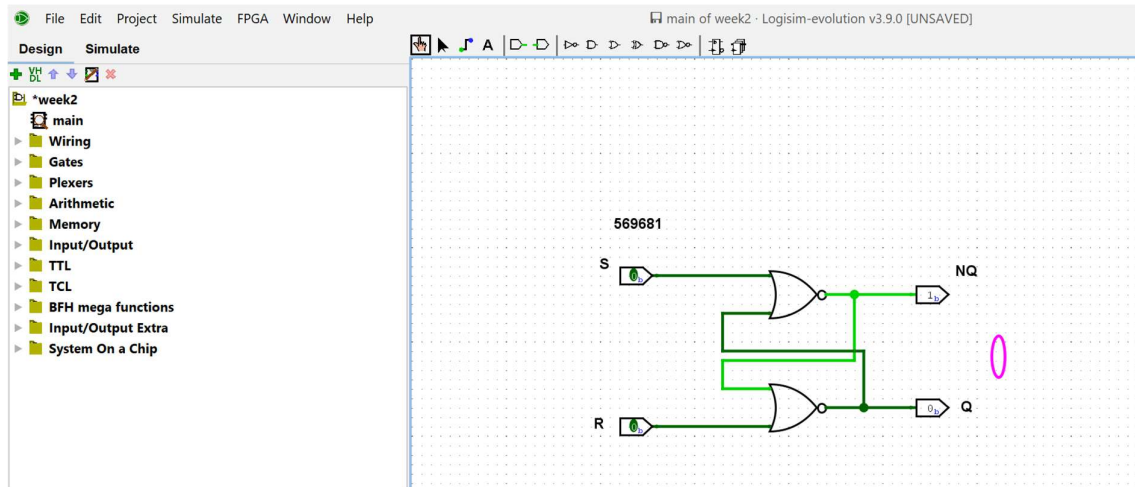 File Edit Project Simulate FPGA Window Help
main of week2 · Logisim-evolution v3.9.0 [UNSAVED]
Design Simulate
A
VH
DL
*week2
main
Wiring
Gates
Plexers
Arithmetic
Memory
Input/Output
TTL
TCL
BFH mega functions
Input/Output Extra
System On a Chip
569681
S
0b
NQ
1b
R
0b
0b
Q